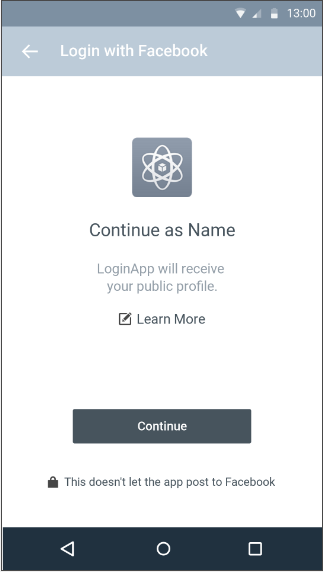 13:00
Login with Facebook
Continue as Name
LoginApp will receive
your public profile.
Learn More
Continue
This doesn't let the app post to Facebook